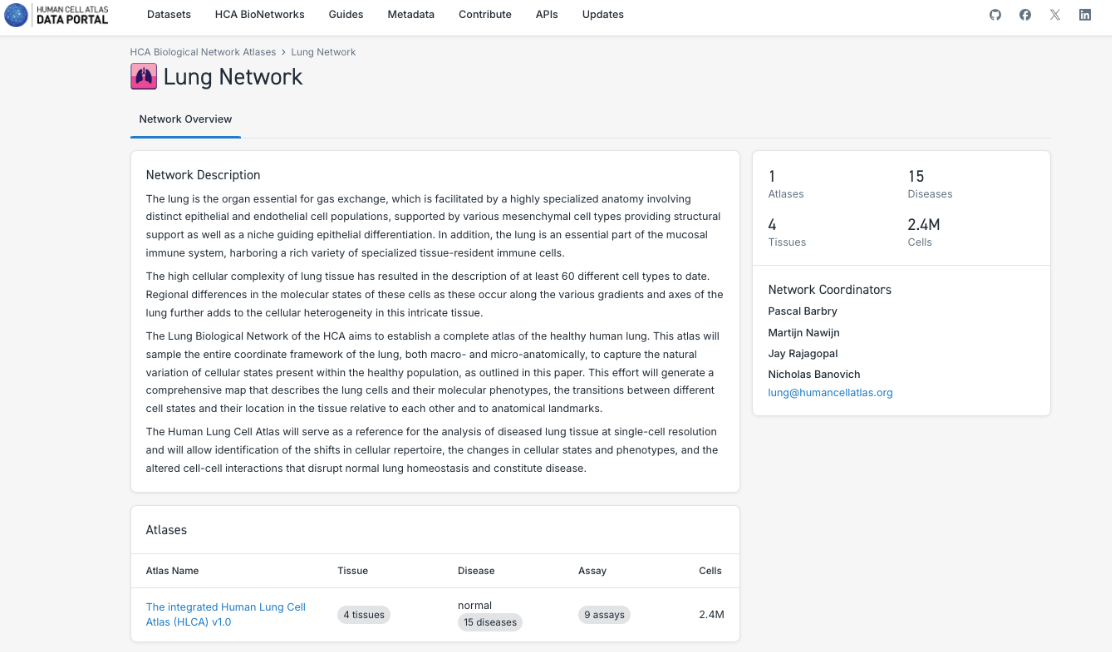 HUMAN CELL ATLAS
DATA PORTAL
Datasets
HCA BioNetworks
Guides
Metadata
Contribute
APIs
Updates
HCA Biological Network Atlases > Lung Network
Lung Network
Network Overview
Network Description
The lung is the organ essential for gas exchange, which is facilitated by a highly specialized anatomy involving
distinct epithelial and endothelial cell populations, supported by various mesenchymal cell types providing structural
support as well as a niche guiding epithelial differentiation. In addition, the lung is an essential part of the mucosal
immune system, harboring a rich variety of specialized tissue-resident immune cells.
The high cellular complexity of lung tissue has resulted in the description of at least 60 different cell types to date.
Regional differences in the molecular states of these cells as these occur along the various gradients and axes of the
lung further adds to the cellular heterogeneity in this intricate tissue.
The Lung Biological Network of the HCA aims to establish a complete atlas of the healthy human lung. This atlas will
sample the entire coordinate framework of the lung, both macro- and micro-anatomically, to capture the natural
variation of cellular states present within the healthy population, as outlined in this paper. This effort will generate a
comprehensive map that describes the lung cells and their molecular phenotypes, the transitions between different
cell states and their location in the tissue relative to each other and to anatomical landmarks.
The Human Lung Cell Atlas will serve as a reference for the analysis of diseased lung tissue at single-cell resolution
and will allow identification of the shifts in cellular repertoire, the changes in cellular states and phenotypes, and the
altered cell-cell interactions that disrupt normal lung homeostasis and constitute disease.
1
Atlases
15
Diseases
4
Tissues
2.4M
Cells
Network Coordinators
Pascal Barbry
Martijn Nawijn
Jay Rajagopal
Nicholas Banovich
lung@humancellatlas.org
Atlases
Atlas Name
Tissue
Disease
Assay
Cells
The integrated Human Lung Cell
Atlas (HLCA) v1.0
4 tissues
normal
15 diseases
9 assays
2.4M